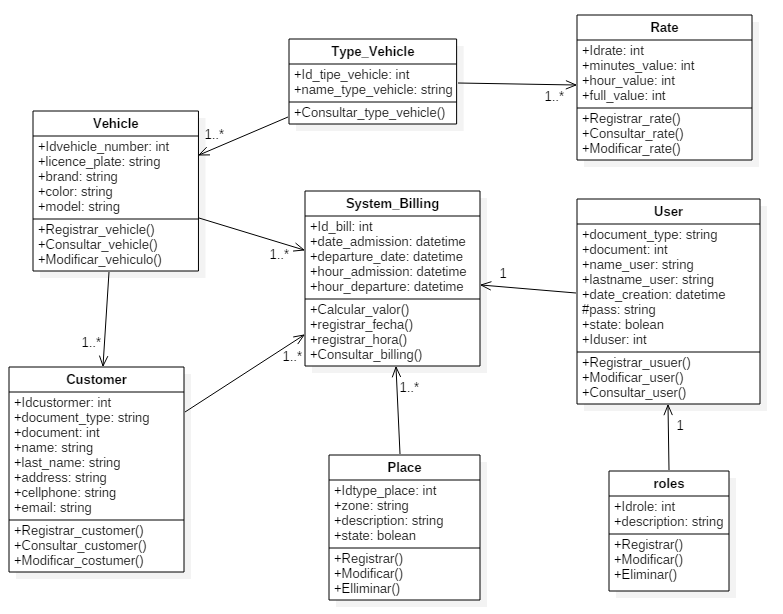 Rate
+Idrate: int
+minutes_value: int
+hour_value: int
+full_value: int
+Registrar_rate()
+Consultar_rate()
+Modificar_rate()
Type_Vehicle
+Id_tipe_vehicle: int
+name_type_vehicle: string
+Consultar_type_vehicle()
1..*
1..*
Vehicle
+Idvehicle_number: int
+licence_plate: string
+brand: string
+color: string
+model: string
+Registrar_vehicle()
+Consultar_vehicle()
+Modificar_vehiculo()
System_Billing
+Id_bill: int
+date_admission: datetime
+departure_date: datetime
+hour_admission: datetime
+hour_departure: datetime
+Calcular_valor()
+registrar_fecha()
+registrar_hora()
+Consultar_billing()
1..*
1
User
+document_type: string
+document: int
+name_user: string
+lastname_user: string
+date_creation: datetime
#pass: string
+state: bolean
+Iduser: int
+Registrar_usuer()
+Modificar_user()
+Consultar_user()
1..*
1..*
1..*
1
Customer
+Idcustormer: int
+document_type: string
+document: int
+name: string
+last_name: string
+address: string
+cellphone: string
+email: string
+Registrar_customer()
+Consultar_customer()
+Modificar_costumer()
Place
+Idtype_place: int
+zone: string
+description: string
+state: bolean
+Registrar()
+Modificar()
+Elliminar()
roles
+Idrole: int
+description: string
+Registrar()
+Modificar()
+Eliminar()